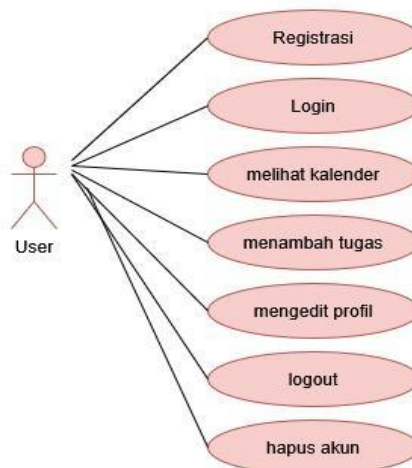 Registrasi
Login
melihat kalender
menambah tugas
User
mengedit profil
logout
hapus akun